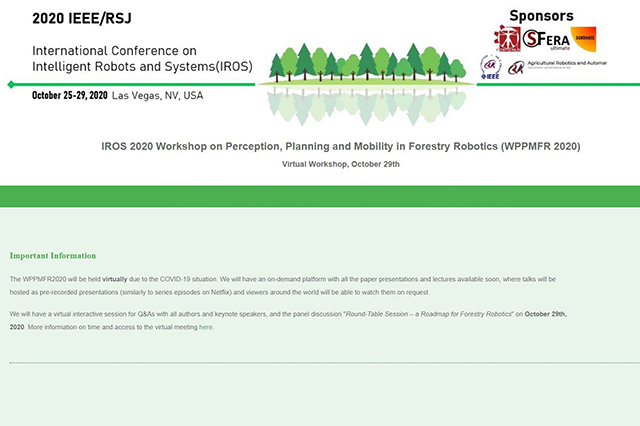 2020 IEEE/RSJ
International Conference on
Intelligent Robots and Systems(IROS)
October 25-29, 2020 Las Vegas, NV, USA
Sponsors
SFERA
ultimate
SUNDANCE
IEEE
Agricultural Robotics and Automat
IROS 2020 Workshop on Perception, Planning and Mobility in Forestry Robotics (WPPMFR 2020)
Virtual Workshop, October 29th
Important Information
The WPPMFR2020 will be held virtually due to the COVID-19 situation. We will have an on-demand platform with all the paper presentations and lectures available soon, where talks will be
hosted as pre-recorded presentations (similarly to series episodes on Netflix) and viewers around the world will be able to watch them on request.
We will have a virtual interactive session for Q&As with all authors and keynote speakers, and the panel discussion "Round-Table Session – a Roadmap for Forestry Robotics" on October 29th,
2020. More information on time and access to the virtual meeting here.